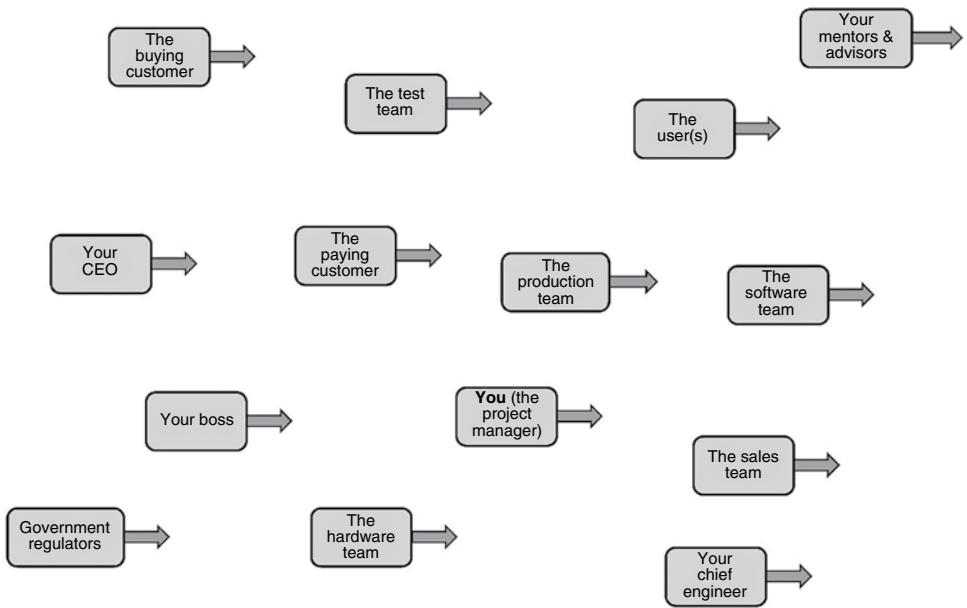 The
buying
customer
The test
team
The
user(s)
Your
mentors &
advisors
Your
CEO
The
paying
customer
The
production
team
The
software
team
Your boss
You (the
project
manager)
The sales
team
Government
regulators
The
hardware
team
Your
chief
engineer